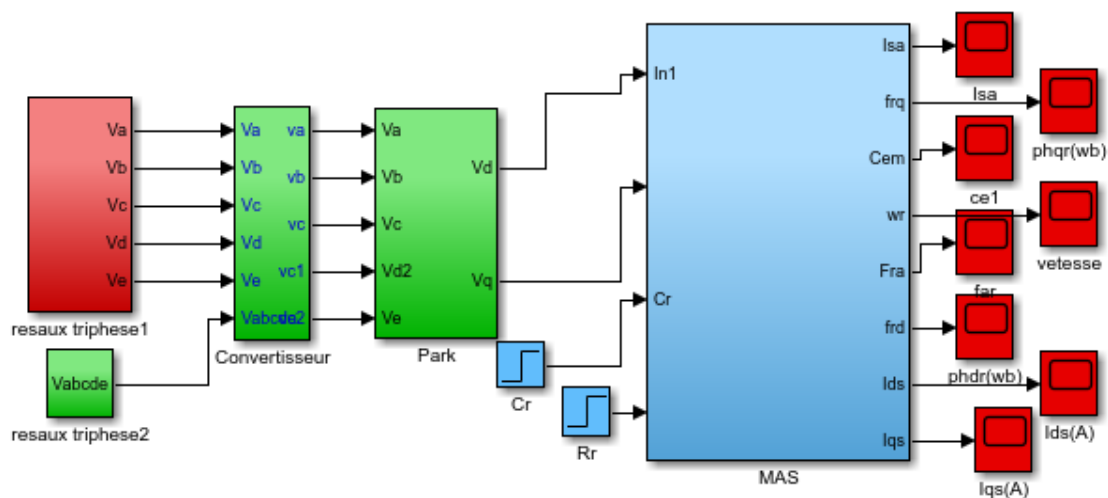 Va
Vb
Vc
Vd
Ve
resaux triphese1
Vabcde
resaux triphese2
Va
Vb
Vc
Vd
Ve
va
vb
vc
vc1
Convertisseur
Va
Vb
Vc
Vd2
Ve
Vd
Vq
Park
Cr
Rr
In1
Cr
Isa
frq
Cem
wr
Fra
frd
Ids
Iqs
MAS
Isa
phqr(wb)
ce1
vetesse
far
phdr(wb)
Ids(A)
Iqs(A)